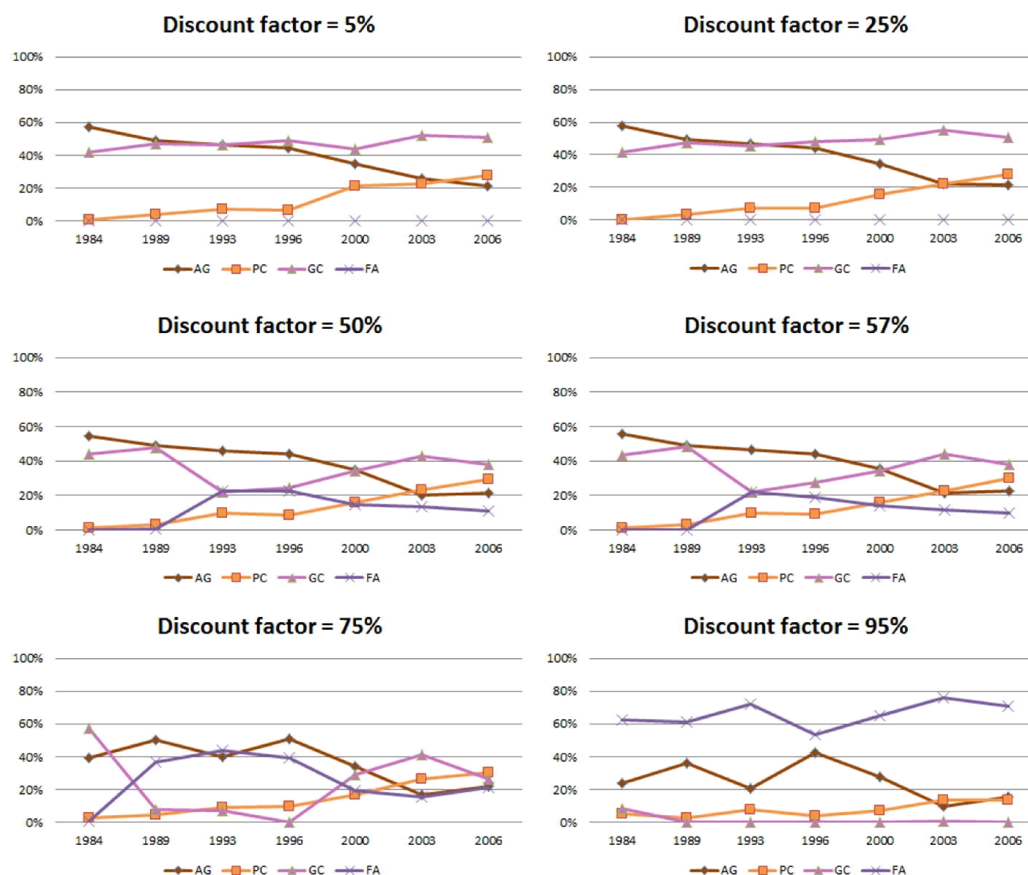 Discount factor = 5%
100%
80%
60%
40%
20%
0%
1984 1989 1993 1996 2000 2003 2006
AG PC GC FA
Discount factor = 25%
100%
80%
60%
40%
20%
0%
1984 1989 1993 1996 2000 2003 2006
AG PC GC FA
Discount factor = 50%
100%
80%
60%
40%
20%
0%
1984 1989 1993 1996 2000 2003 2006
AG PC GC FA
Discount factor = 57%
100%
80%
60%
40%
20%
0%
1984 1989 1993 1996 2000 2003 2006
AG PC GC FA
Discount factor = 75%
100%
80%
60%
40%
20%
0%
1984 1989 1993 1996 2000 2003 2006
AG PC GC FA
Discount factor = 95%
100%
80%
60%
40%
20%
0%
1984 1989 1993 1996 2000 2003 2006
AG PC GC FA